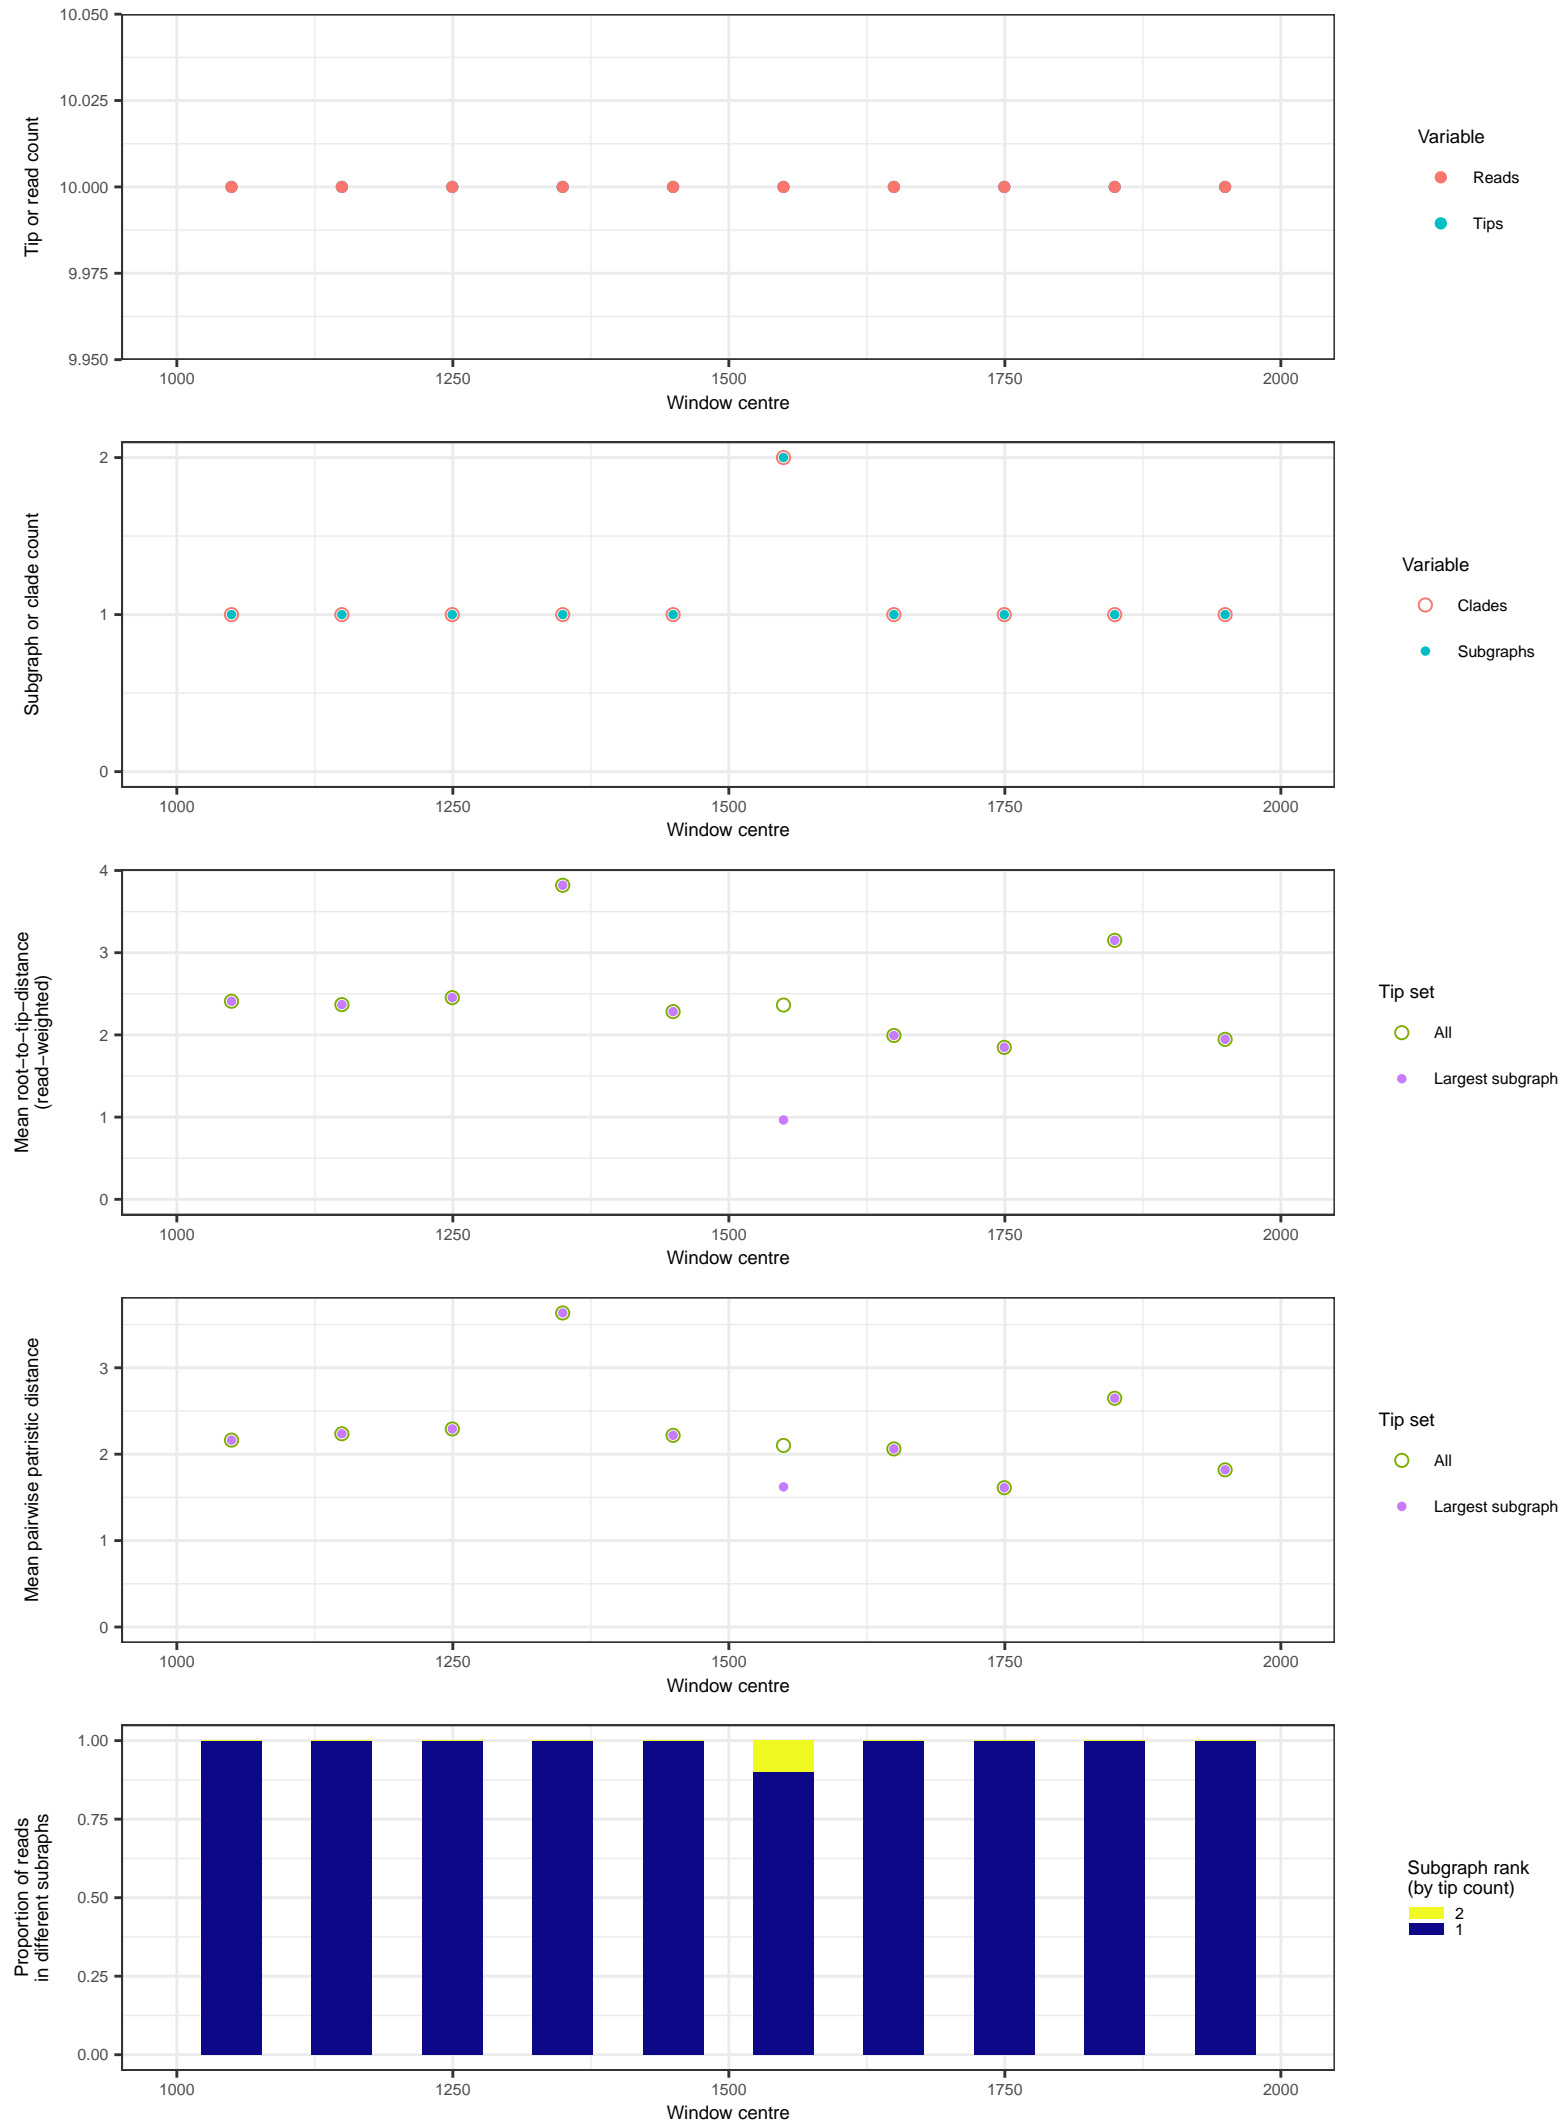 10.050
10.025
10.000
9.975
9.950
Tip or read count
1000 1250 1500 1750 2000
Window centre
Variable
Reads
Tips
2
1
0
Subgraph or clade count
1000 1250 1500 1750 2000
Window centre
Variable
Clades
Subgraphs
4
3
2
1
0
Mean root−to−tip−distance
(read−weighted)
1000 1250 1500 1750 2000
Window centre
Tip set
All
Largest subgraph
3
2
1
0
Mean pairwise patristic distance
1000 1250 1500 1750 2000
Window centre
Tip set
All
Largest subgraph
1.00
0.75
0.50
0.25
0.00
Proportion of reads
in different subraphs
1000 1250 1500 1750 2000
Window centre
Subgraph rank
(by tip count)
2
1